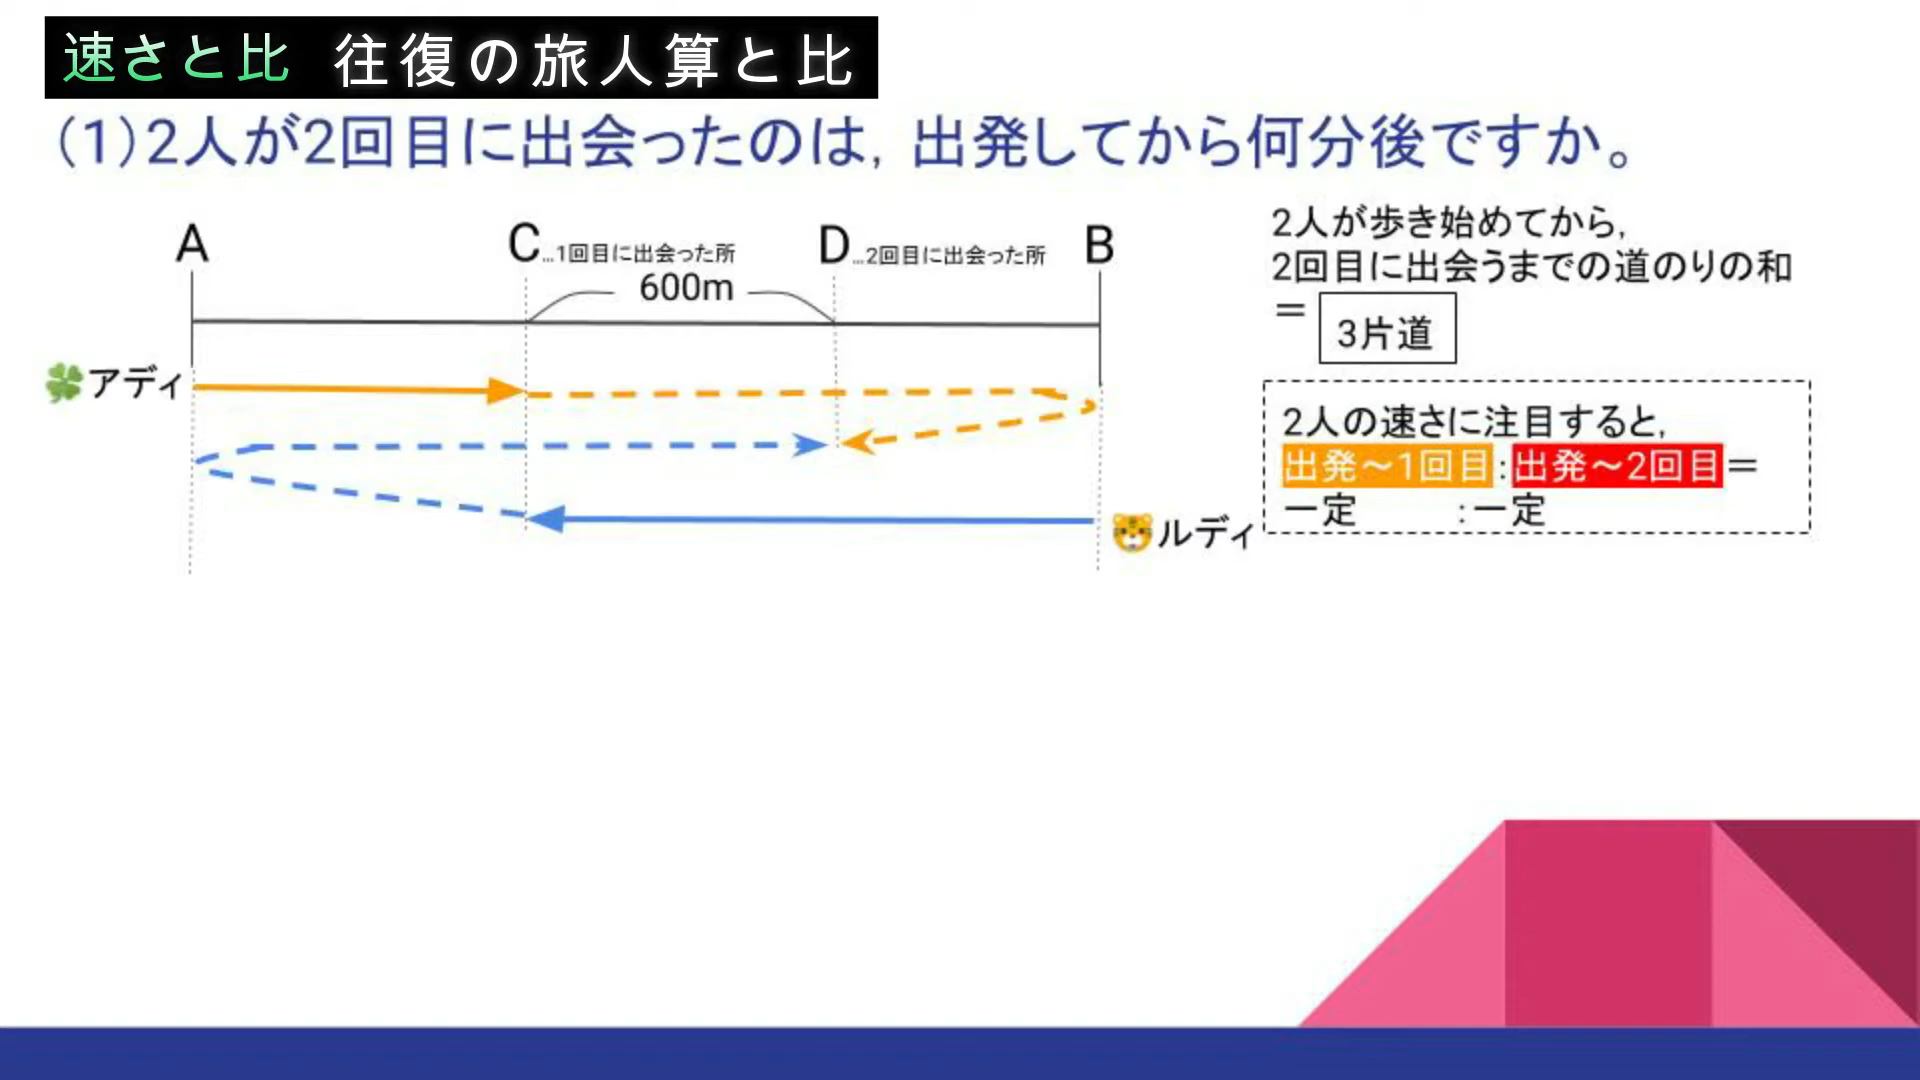 速さと比 往復の旅人算と比
(1)2人が2回目に出会ったのは, 出発してから何分後ですか。
A C…1回目に出会った所 D…2回目に出会った所 B
600m
アディ
ルディ
2人が歩き始めてから,
2回目に出会うまでの道のりの和
= 3片道
2人の速さに注目すると,
出発~1回目:出発~2回目=
一定 :一定